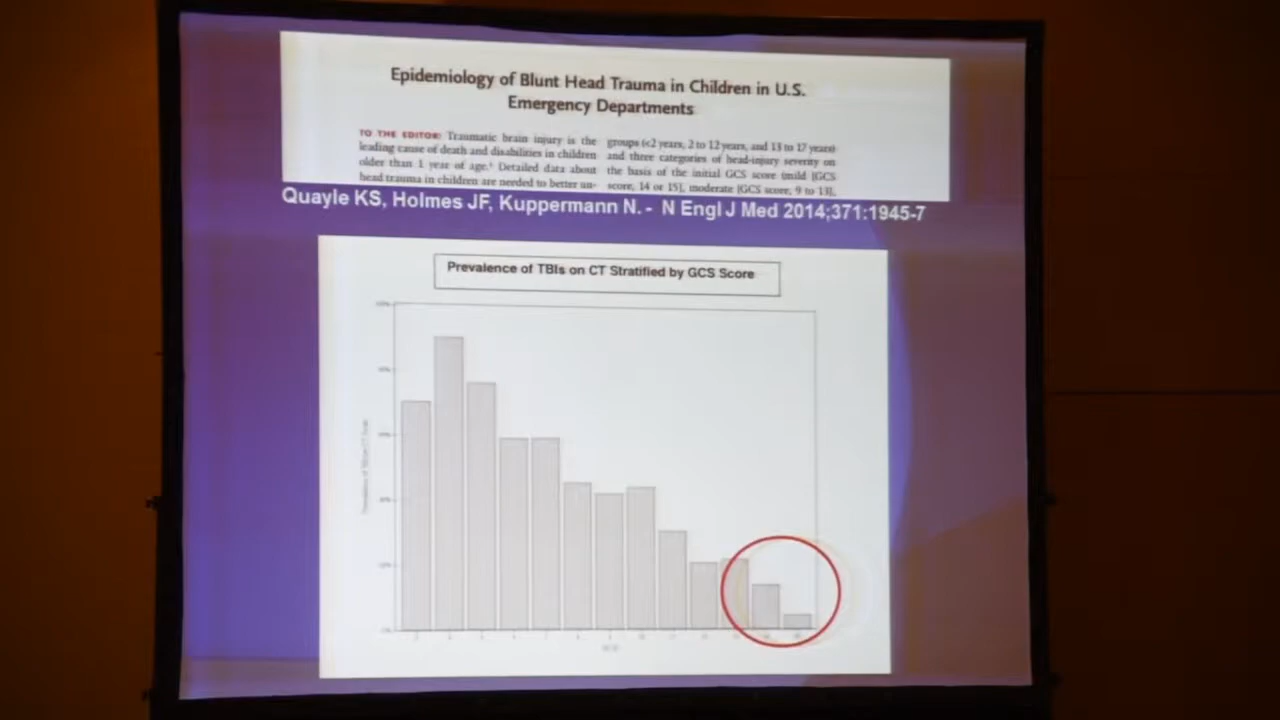 Epidemiology of Blunt Head Trauma in Children in U.S.
Emergency Departments
TO THE EDITOR: Traumatic brain injury is the
leading cause of death and disabilities in children
older than 1 year of age.¹ Detailed data about
head trauma in children are needed to better un-
groups (<2 years, 2 to 12 years, and 13 to 17 years)
and three categories of head-injury severity on
the basis of the initial GCS score (mild [GCS
score, 14 or 15], moderate [GCS score, 9 to 13],
Quayle KS, Holmes JF, Kuppermann N. - N Engl J Med 2014;371:1945-7
Prevalence of TBIs on CT Stratified by GCS Score